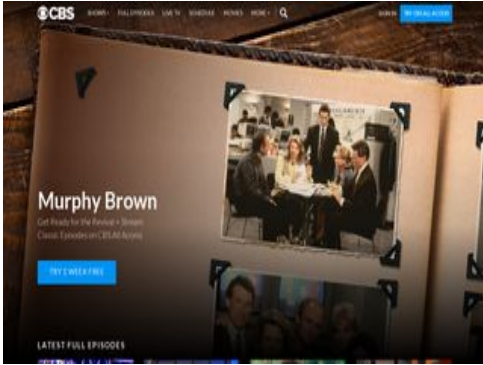 CBS SHOWS FULL EPISODES LIVE TV SCHEDULE MOVIES MORE SIGN IN TRY CBS ALL ACCESS
Murphy Brown
Get Ready for the Revival + Stream
Classic Episodes on CBS All Access
TRY 1 WEEK FREE
LATEST FULL EPISODES